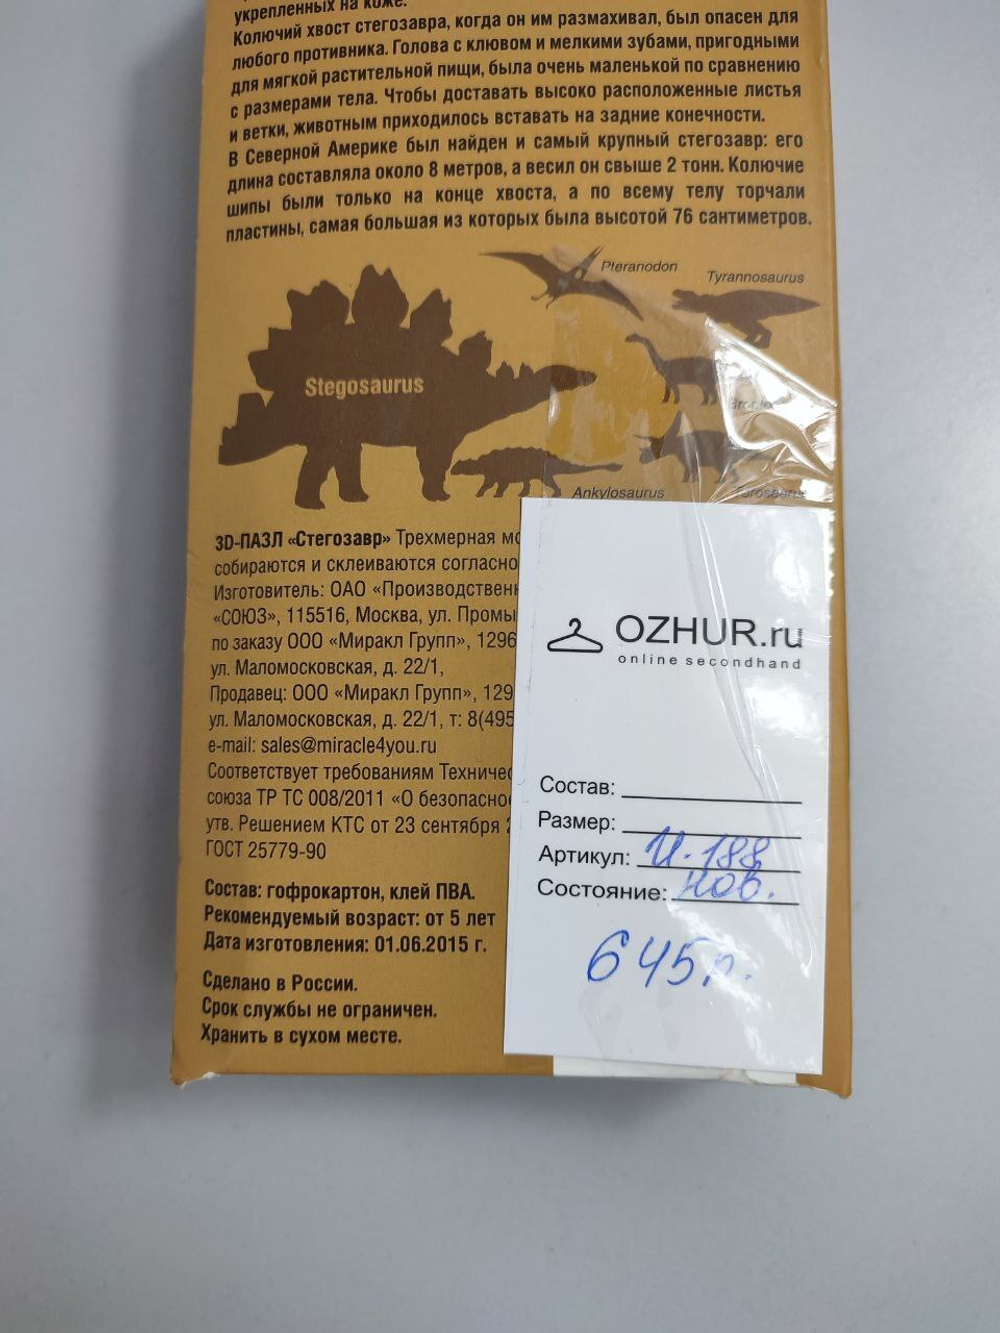 укрепленных на коже.
Колючий хвост стегозавра, когда он им размахивал, был опасен для
любого противника. Голова с клювом и мелкими зубами, пригодными
для мягкой растительной пищи, была очень маленькой по сравнению
с размерами тела. Чтобы доставать высоко расположенные листья
и ветки, животным приходилось вставать на задние конечности.
В Северной Америке был найден и самый крупный стегозавр: его
длина составляла около 8 метров, а весил он свыше 2 тонн. Колючие
шипы были только на конце хвоста, а по всему телу торчали
пластины, самая большая из которых была высотой 76 сантиметров.
Pteranodon
Tyrannosaurus
Stegosaurus
Ankylosaurus
Torosaurus
3D-ПАЗЛ «Стегозавр» Трехмерная мо
собираются и склеиваются согласно
Изготовитель: ОАО «Производствен
«СОЮЗ», 115516, Москва, ул. Промы
по заказу ООО «Миракл Групп», 1296
ул. Маломосковская, д. 22/1,
Продавец: ООО «Миракл Групп», 129
ул. Маломосковская, д. 22/1, т: 8(495
e-mail: sales@miracle4you.ru
Соответствует требованиям Техничес
союза ТР ТС 008/2011 «О безопасно
утв. Решением КТС от 23 сентября 2
ГОСТ 25779-90
Состав: гофрокартон, клей ПВА.
Рекомендуемый возраст: от 5 лет
Дата изготовления: 01.06.2015 г.
Сделано в России.
Срок службы не ограничен.
Хранить в сухом месте.
OZHUR.ru
online secondhand
Состав:
Размер:
Артикул: И-188
Состояние: нов.
645р.